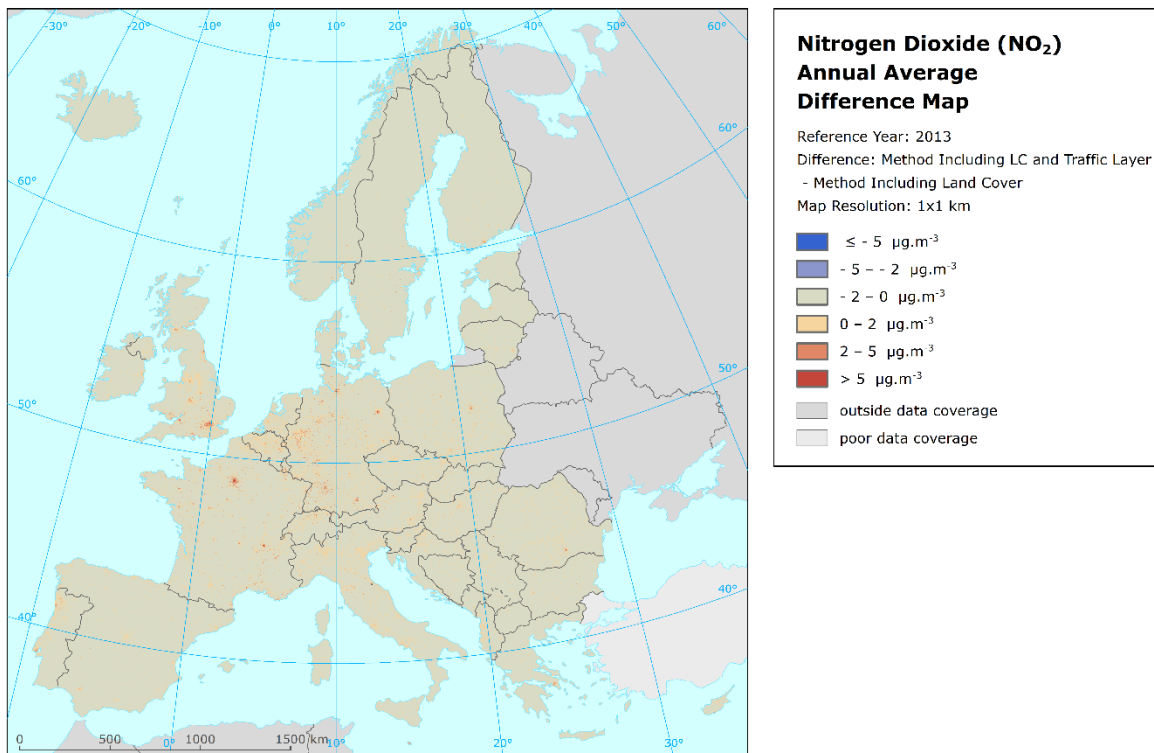 -30°
-20°
-10°
0°
10°
20°
30°
40°
50°
60°
60°
60°
50°
50°
40°
40°
0 500 1000 1500 km
0°
10°
20°
30°
Nitrogen Dioxide (NO₂)
Annual Average
Difference Map
Reference Year: 2013
Difference: Method Including LC and Traffic Layer
- Method Including Land Cover
Map Resolution: 1x1 km
≤ - 5 µg.m⁻³
- 5 – - 2 µg.m⁻³
- 2 – 0 µg.m⁻³
0 – 2 µg.m⁻³
2 – 5 µg.m⁻³
> 5 µg.m⁻³
outside data coverage
poor data coverage